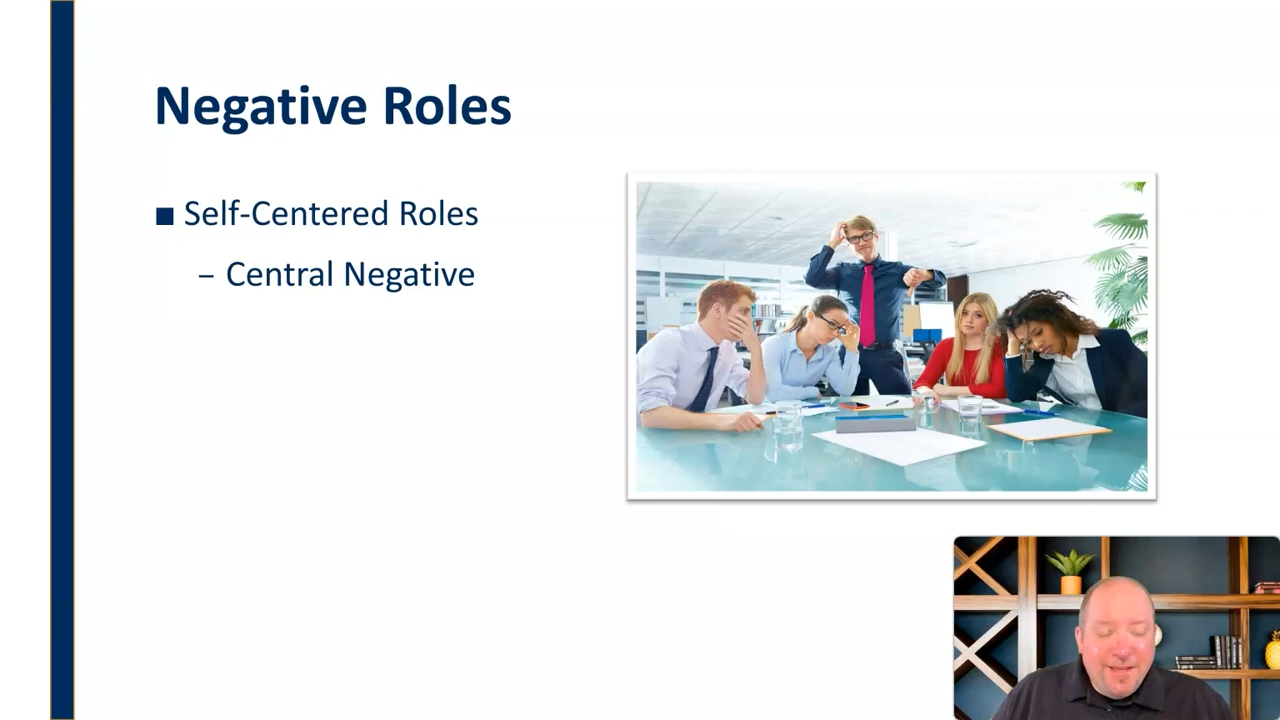 Negative Roles
■ Self-Centered Roles
– Central Negative